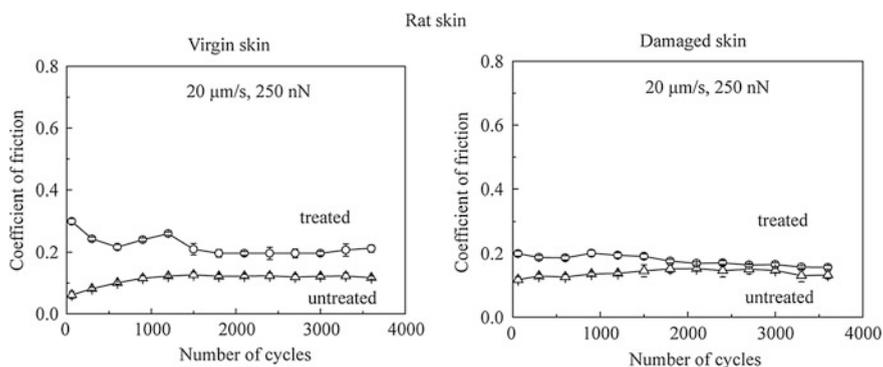 Rat skin
Virgin skin
0.8
0.6
0.4
0.2
0.0
Coefficient of friction
20 μm/s, 250 nN
treated
untreated
0
1000
2000
3000
4000
Number of cycles
Damaged skin
0.8
0.6
0.4
0.2
0.0
Coefficient of friction
20 μm/s, 250 nN
treated
untreated
0
1000
2000
3000
4000
Number of cycles